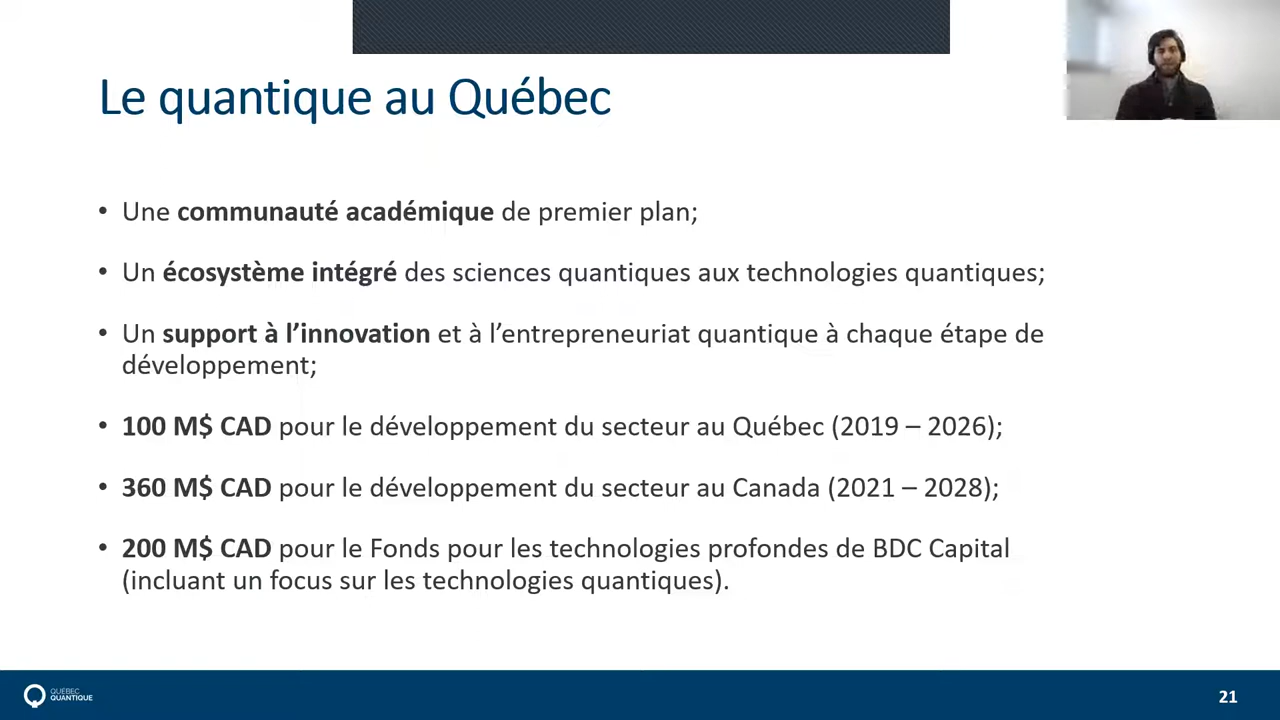 Le quantique au Québec
• Une communauté académique de premier plan;
• Un écosystème intégré des sciences quantiques aux technologies quantiques;
• Un support à l’innovation et à l’entrepreneuriat quantique à chaque étape de
développement;
• 100 M$ CAD pour le développement du secteur au Québec (2019 – 2026);
• 360 M$ CAD pour le développement du secteur au Canada (2021 – 2028);
• 200 M$ CAD pour le Fonds pour les technologies profondes de BDC Capital
(incluant un focus sur les technologies quantiques).
QUÉBEC
QUANTIQUE
21